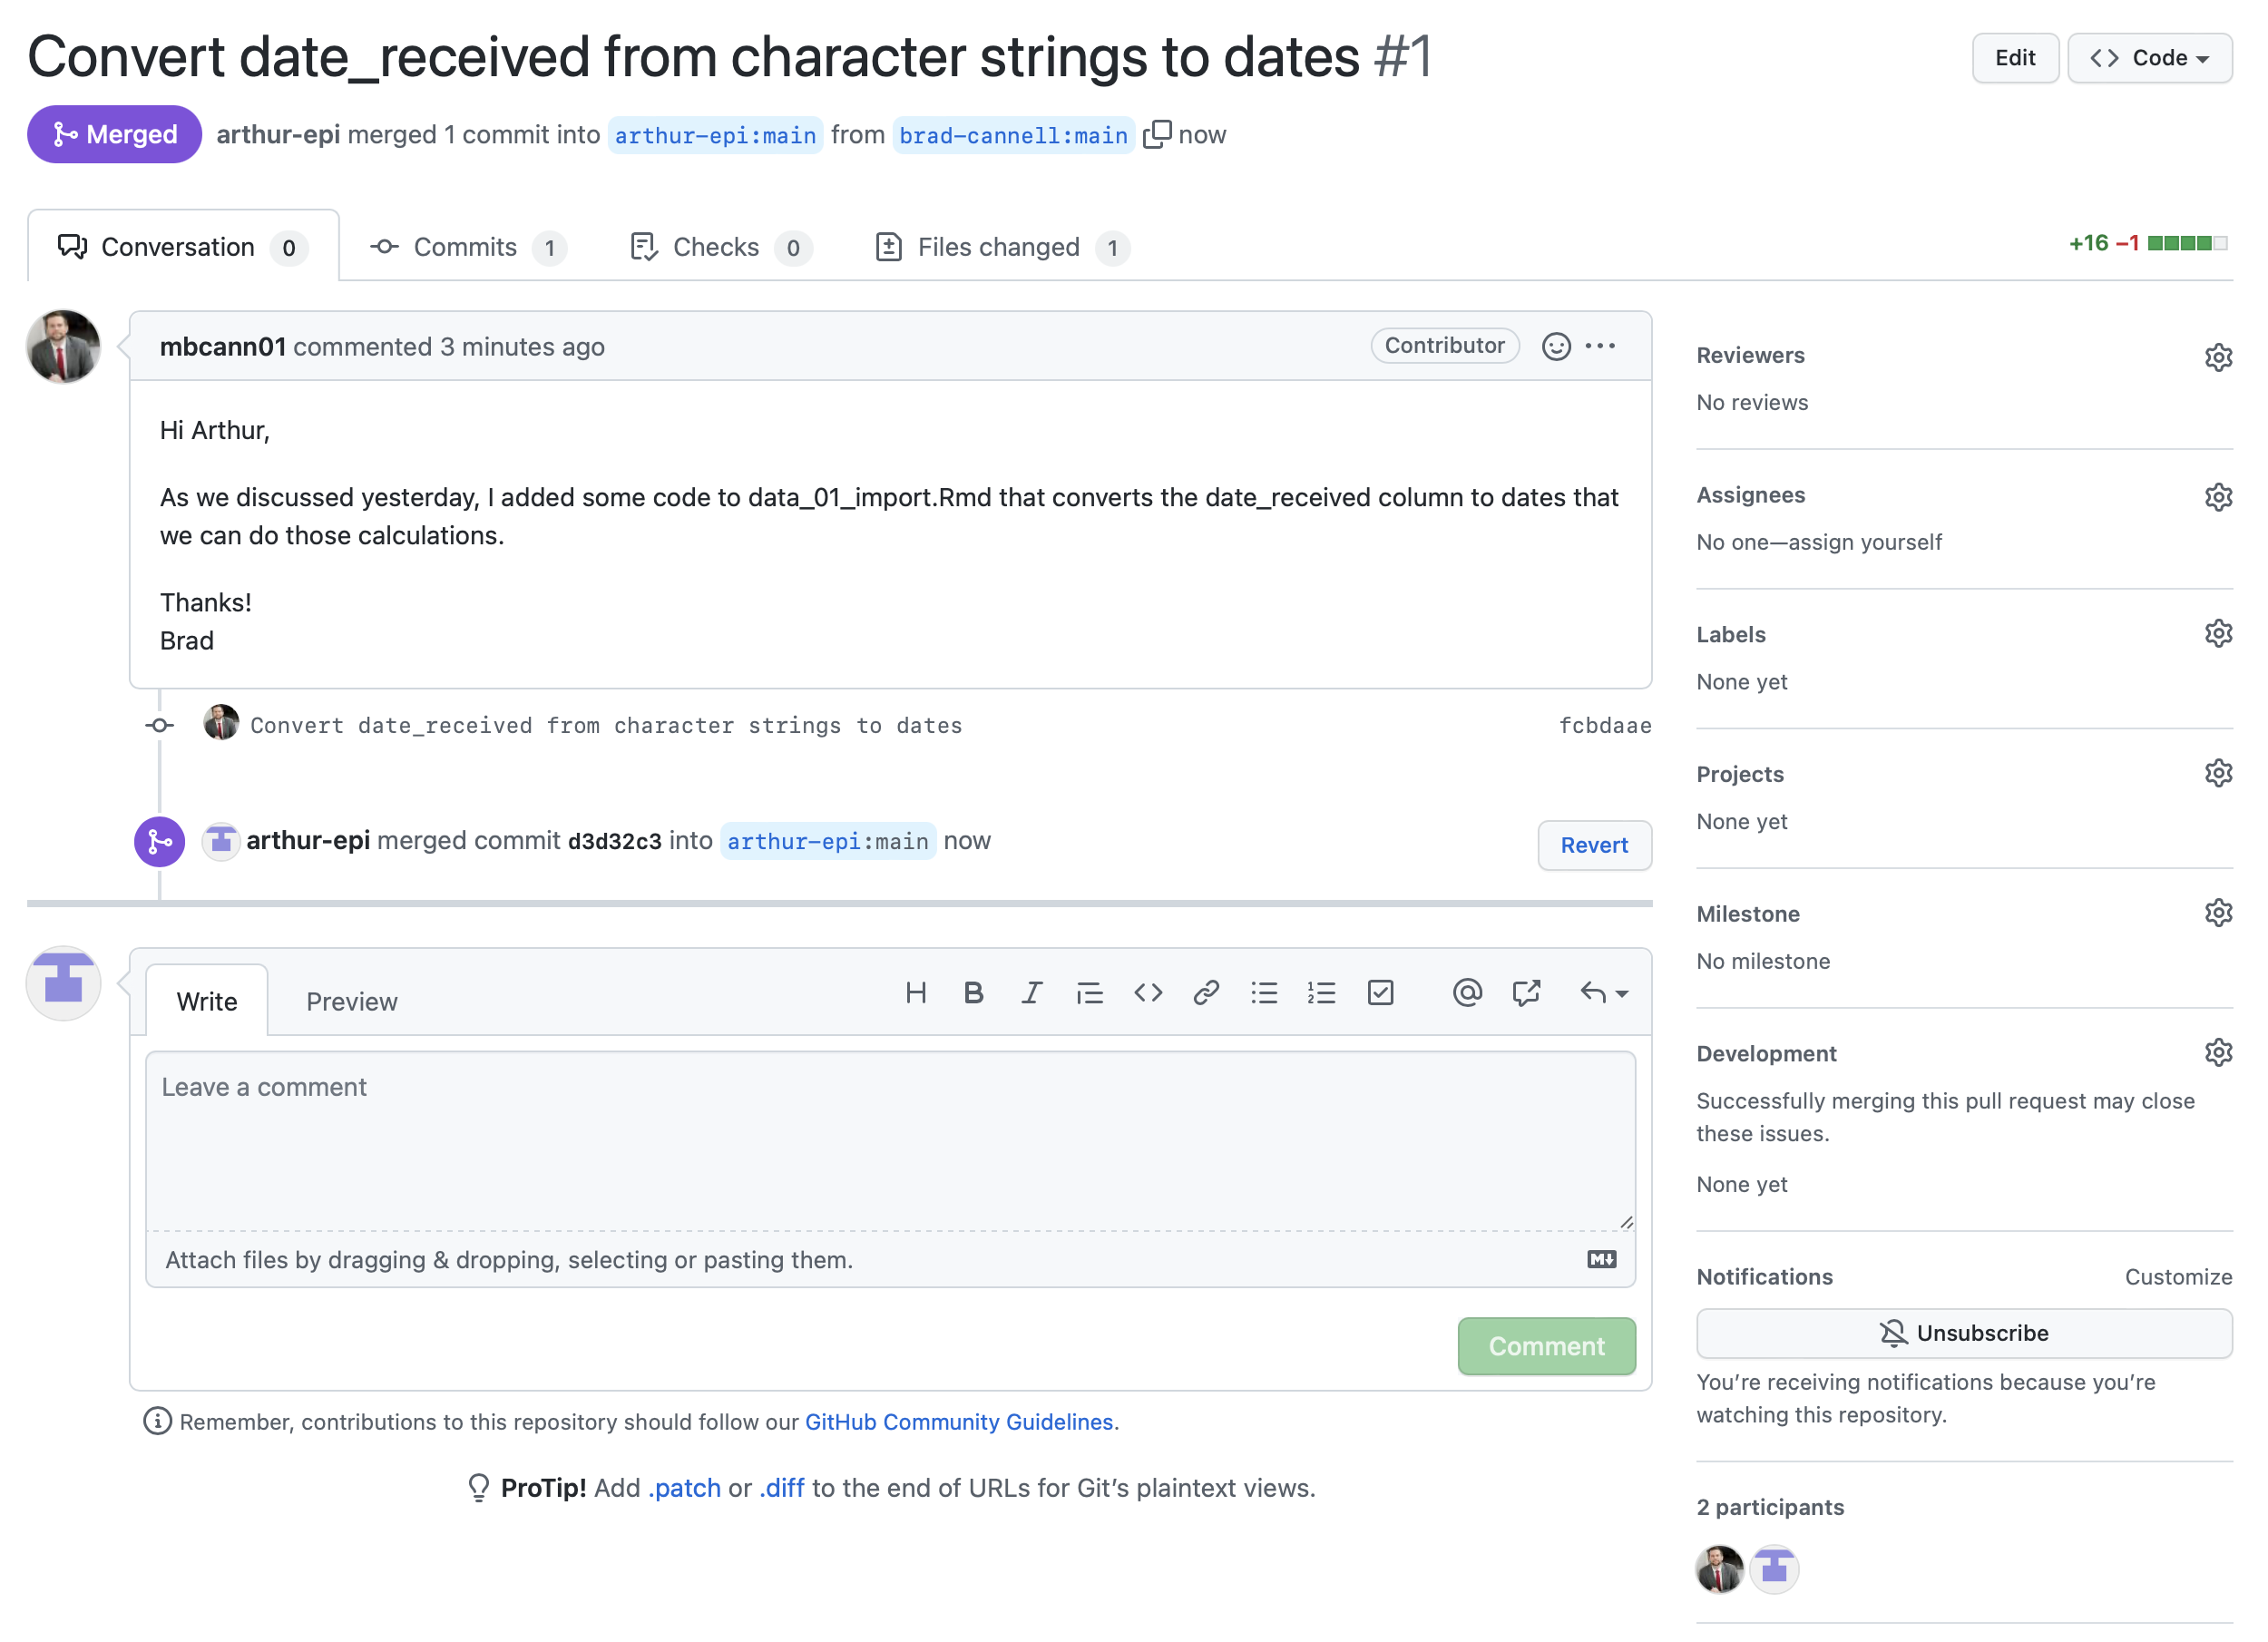 Convert date_received from character strings to dates #1
Edit
Code
Merged
arthur-epi merged 1 commit into arthur-epi:main from brad-cannell:main now
Conversation 0
Commits 1
Checks 0
Files changed 1
+16 −1
mbcann01 commented 3 minutes ago
Contributor
Hi Arthur,
As we discussed yesterday, I added some code to data_01_import.Rmd that converts the date_received column to dates that
we can do those calculations.
Thanks!
Brad
Convert date_received from character strings to dates
fcbdaae
arthur-epi merged commit d3d32c3 into arthur-epi:main now
Revert
Write
Preview
Leave a comment
Attach files by dragging & dropping, selecting or pasting them.
Comment
Remember, contributions to this repository should follow our GitHub Community Guidelines.
ProTip! Add .patch or .diff to the end of URLs for Git’s plaintext views.
Reviewers
No reviews
Assignees
No one—assign yourself
Labels
None yet
Projects
None yet
Milestone
No milestone
Development
Successfully merging this pull request may close
these issues.
None yet
Notifications
Customize
Unsubscribe
You’re receiving notifications because you’re
watching this repository.
2 participants